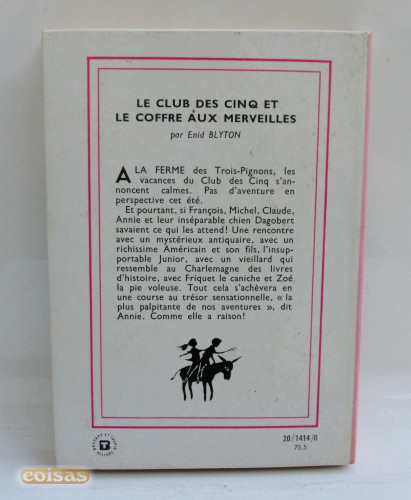 LE CLUB DES CINQ ET
LE COFFRE AUX MERVEILLES
par Enid BLYTON
A LA FERME des Trois-Pignons, les
vacances du Club des Cinq s'an-
noncent calmes. Pas d'aventure en
perspective cet été.
Et pourtant, si François, Michel, Claude,
Annie et leur inséparable chien Dagobert
savaient ce qui les attend! Une rencontre
avec un mystérieux antiquaire, avec un
richissime Américain et son fils, l'insup-
portable Junior, avec un vieillard qui
ressemble au Charlemagne des livres
d'histoire, avec Friquet le caniche et Zoé
la pie voleuse. Tout cela s'achèvera en
en une course au trésor sensationnelle, « la
plus palpitante de nos aventures », dit
Annie. Comme elle a raison!
20/1414/0
75.5
coisas